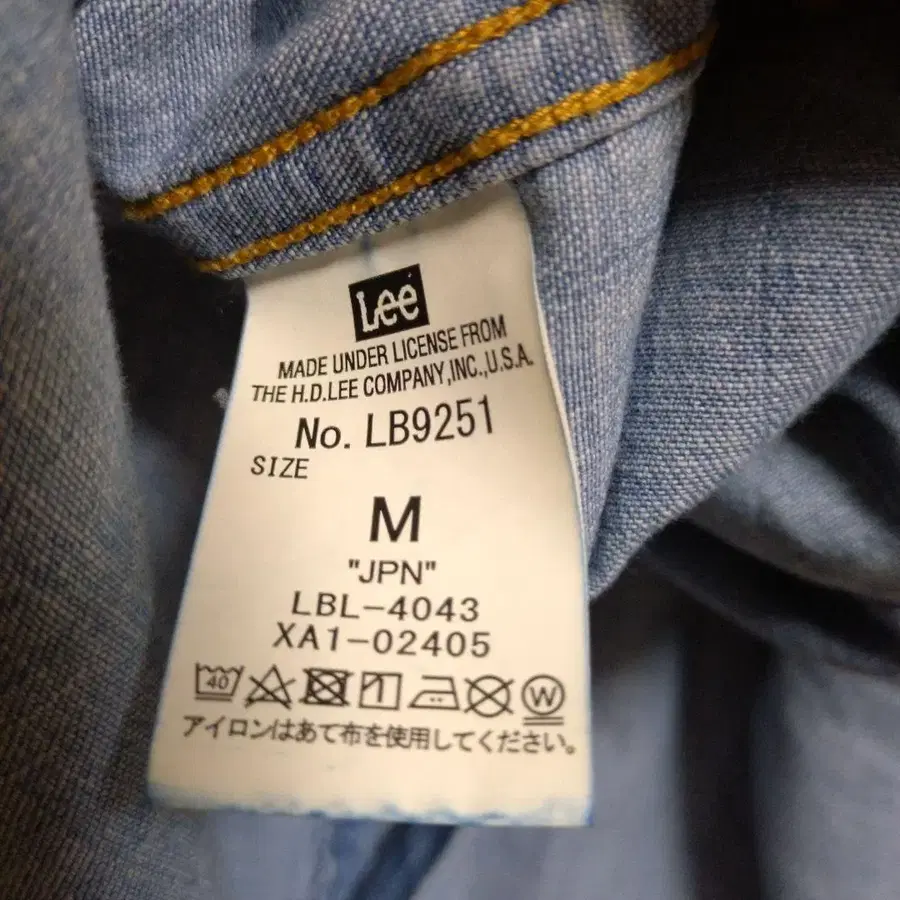 Lee
MADE UNDER LICENSE FROM
THE H.D.LEE COMPANY,INC.,U.S.A.
No. LB9251
SIZE
M
"JPN"
LBL-4043
XA1-02405
40 W
アイロンはあて布を使用してください。